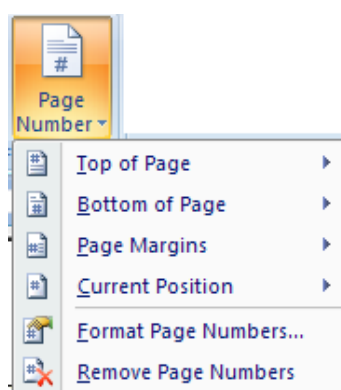 Page
Number
Top of Page
Bottom of Page
Page Margins
Current Position
Format Page Numbers...
Remove Page Numbers